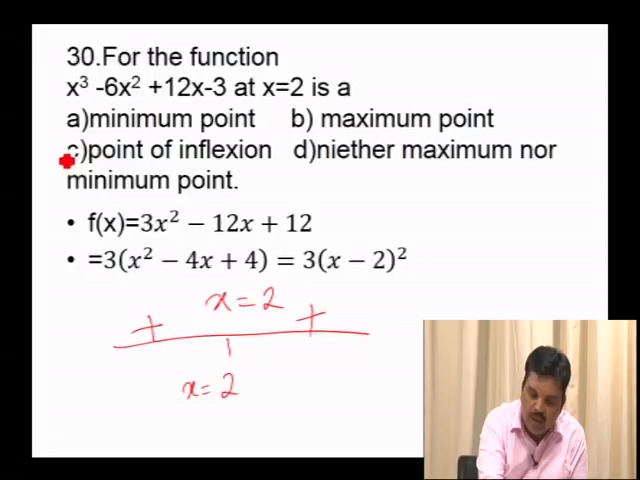 30.For the function
x³ -6x² +12x-3 at x=2 is a
a)minimum point b) maximum point
c)point of inflexion d)niether maximum nor
minimum point.
• f(x)=3x² − 12x + 12
• =3(x² − 4x + 4) = 3(x − 2)²
x=2
+ +
x=2